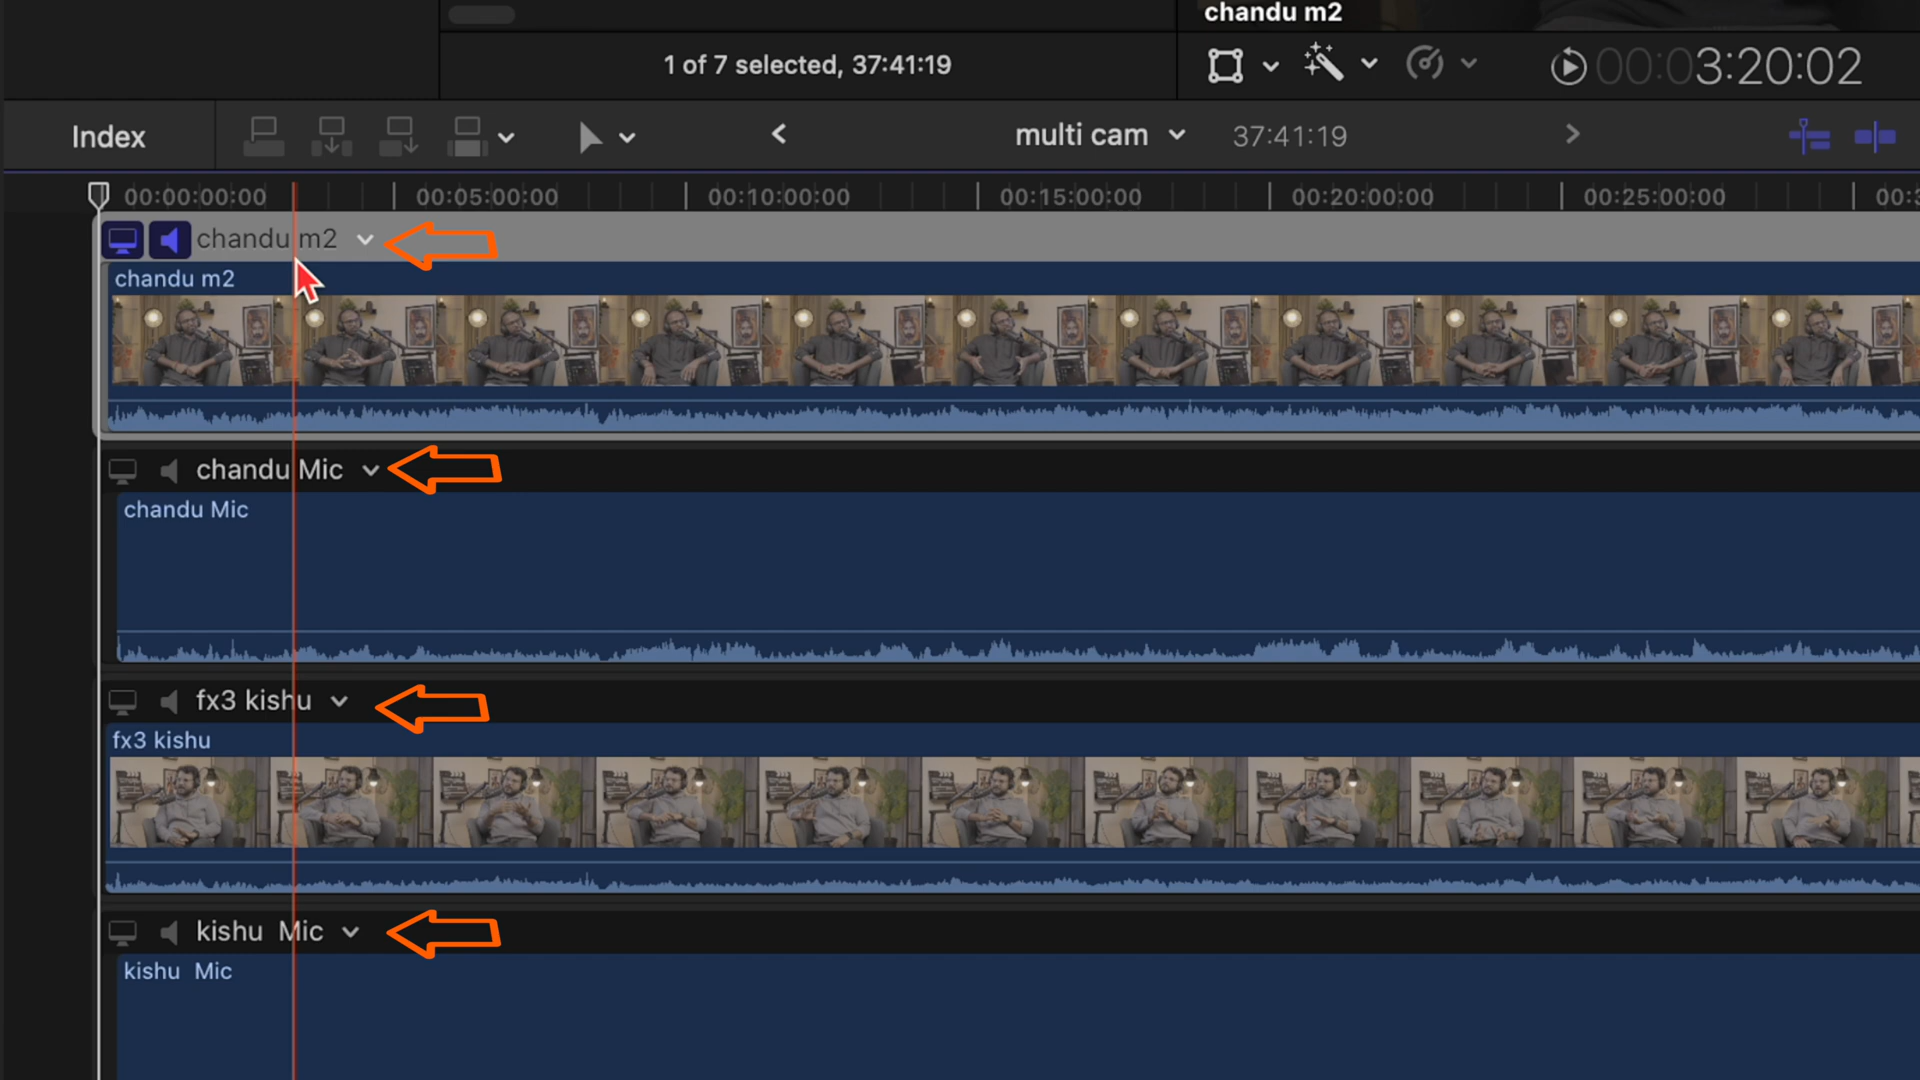 chandu m2
1 of 7 selected, 37:41:19
00:03:20:02
Index
multi cam
37:41:19
00:00:00:00
00:05:00:00
00:10:00:00
00:15:00:00
00:20:00:00
00:25:00:00
chandu m2
chandu m2
chandu Mic
chandu Mic
fx3 kishu
fx3 kishu
kishu Mic
kishu Mic